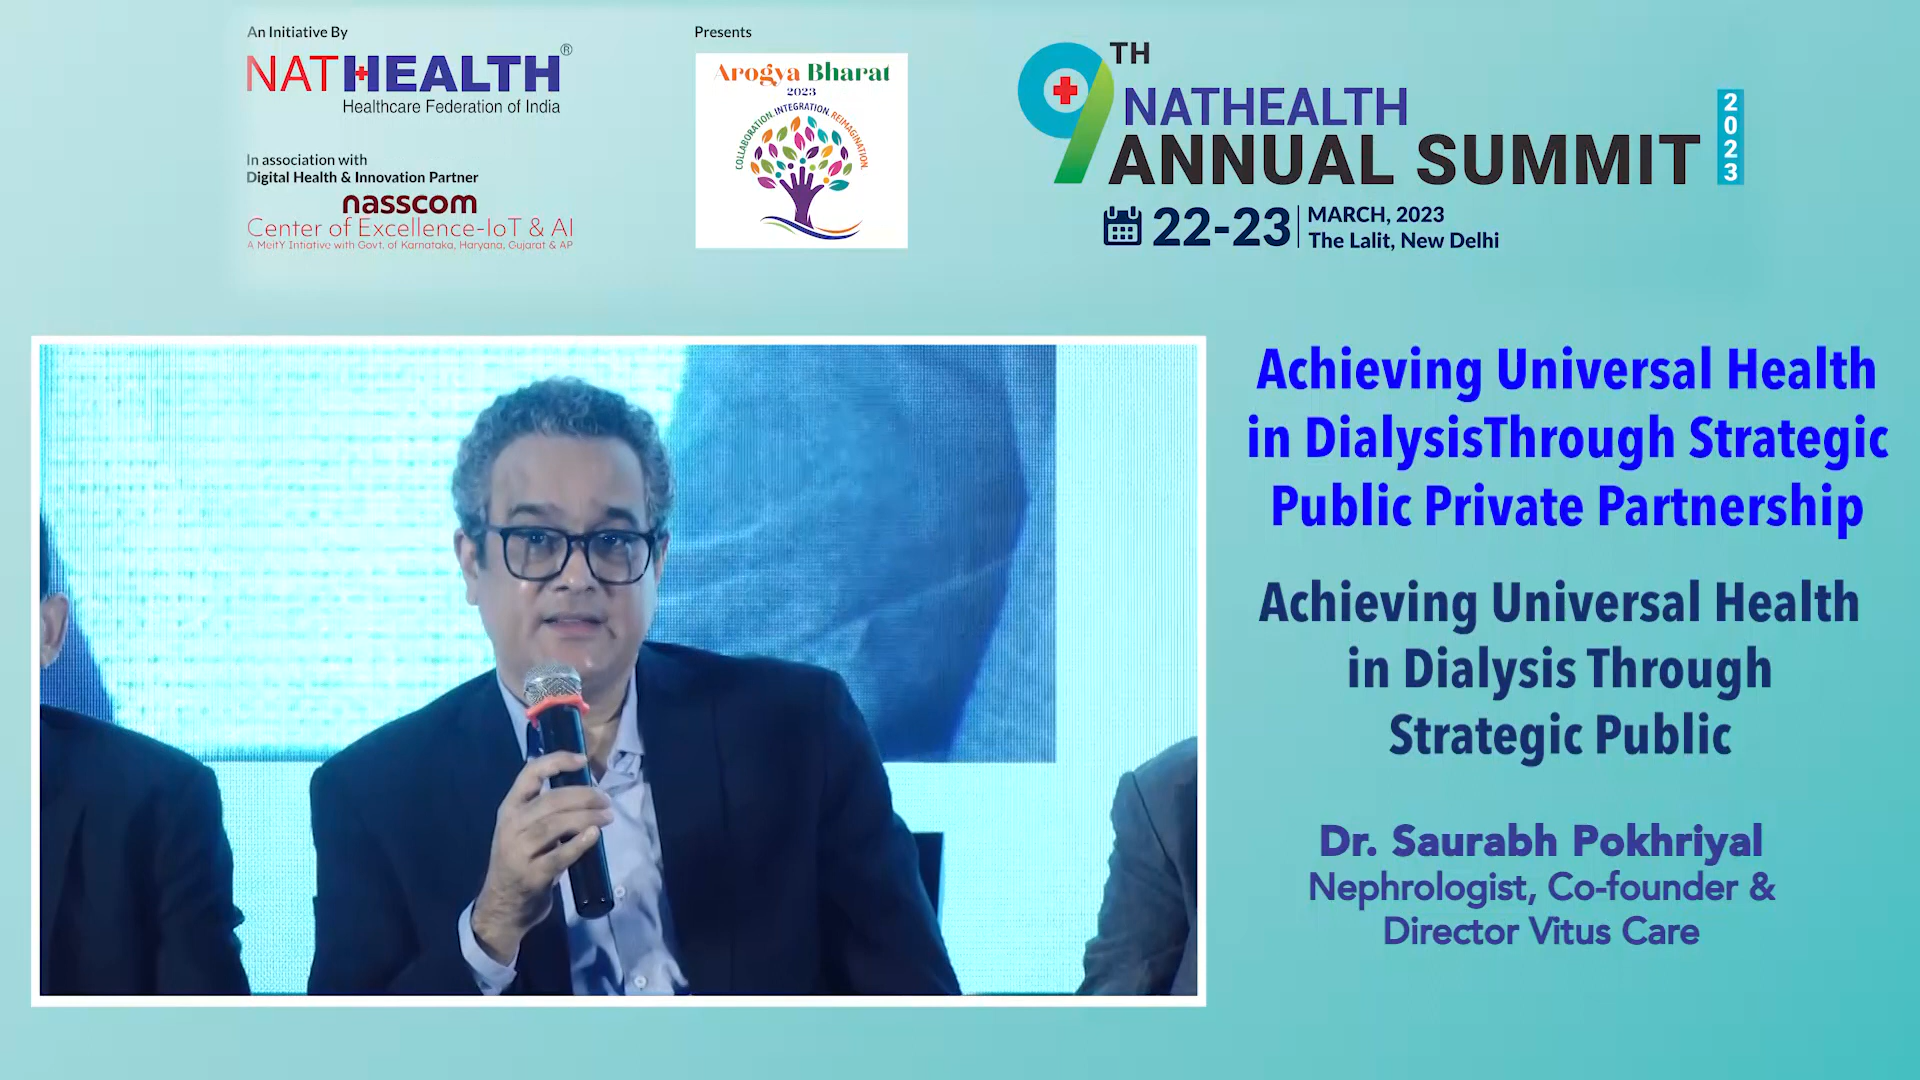 An Initiative By
NATHEALTH®
Healthcare Federation of India
In association with
Digital Health & Innovation Partner
nasscom
Center of Excellence-IoT & AI
A MeitY Intiative with Govt. of Karnataka, Haryana, Gujarat & AP
Presents
Arogya Bharat
2023
COLLABORATION. INTEGRATION. REIMAGINATION.
9TH
NATHEALTH
ANNUAL SUMMIT
2023
22-23
MARCH, 2023
The Lalit, New Delhi
Achieving Universal Health
in DialysisThrough Strategic
Public Private Partnership
Achieving Universal Health
in Dialysis Through
Strategic Public
Dr. Saurabh Pokhriyal
Nephrologist, Co-founder &
Director Vitus Care